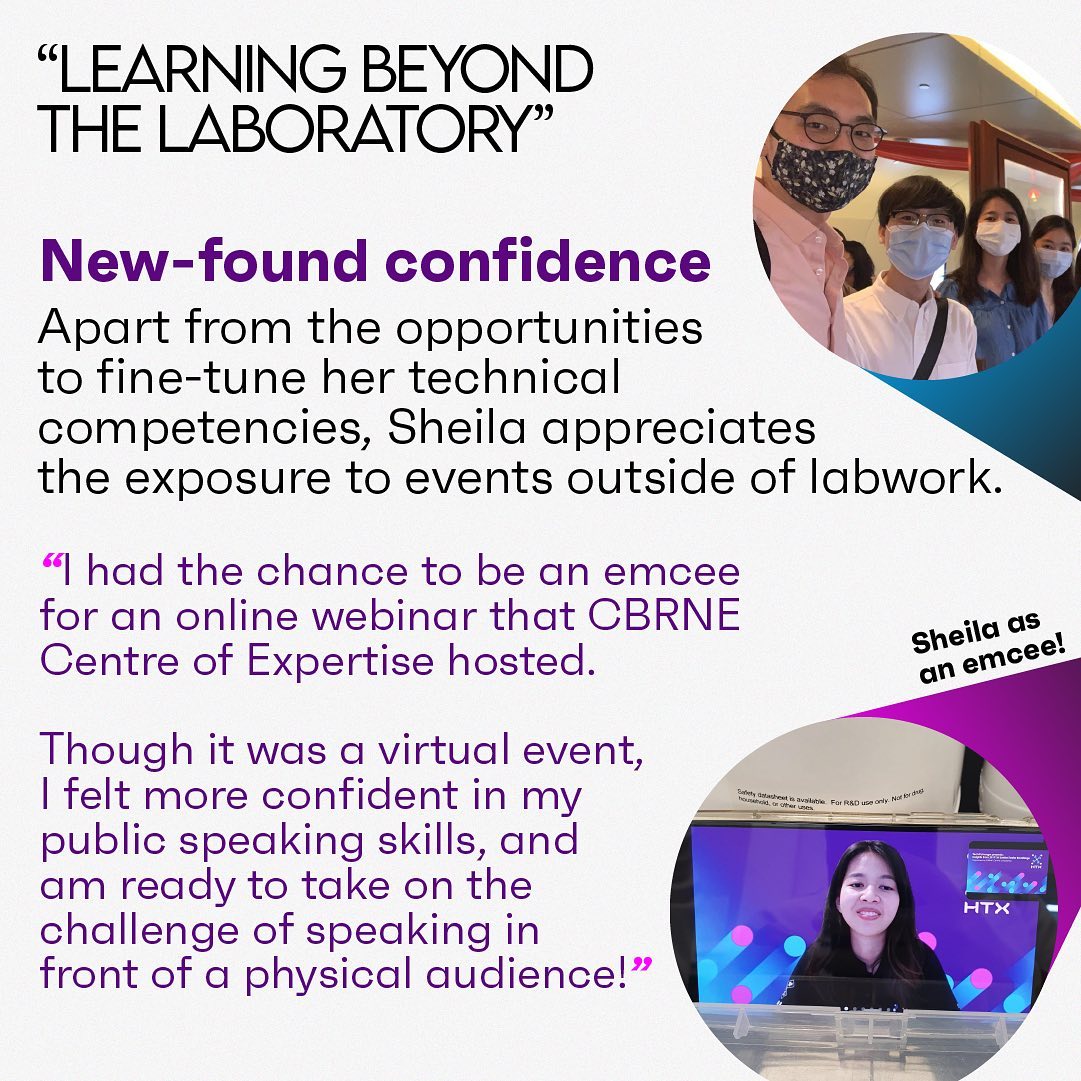 “LEARNING BEYOND
THE LABORATORY”
New-found confidence
Apart from the opportunities
to fine-tune her technical
competencies, Sheila appreciates
the exposure to events outside of labwork.
“I had the chance to be an emcee
for an online webinar that CBRNE
Centre of Expertise hosted.
Though it was a virtual event,
I felt more confident in my
public speaking skills, and
am ready to take on the
challenge of speaking in
front of a physical audience!”
Sheila as
an emcee!
Safety datasheet is available. For R&D use only. Not for drug,
household, or other uses.
HTX
HTX